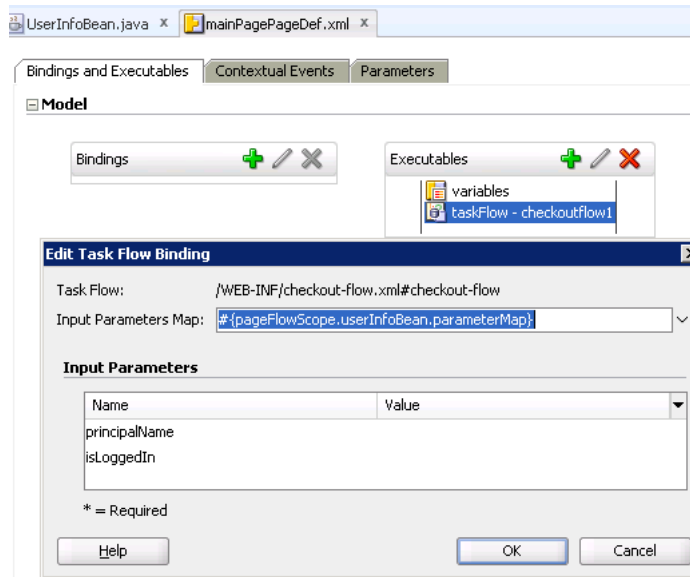 UserInfoBean.java x mainPagePageDef.xml x
Bindings and Executables Contextual Events Parameters
Model
Bindings Executables
variables
taskFlow - checkoutflow1
Edit Task Flow Binding
Task Flow: /WEB-INF/checkout-flow.xml#checkout-flow
Input Parameters Map: #{pageFlowScope.userInfoBean.parameterMap}
Input Parameters
Name Value
principalName
isLoggedIn
* = Required
Help OK Cancel